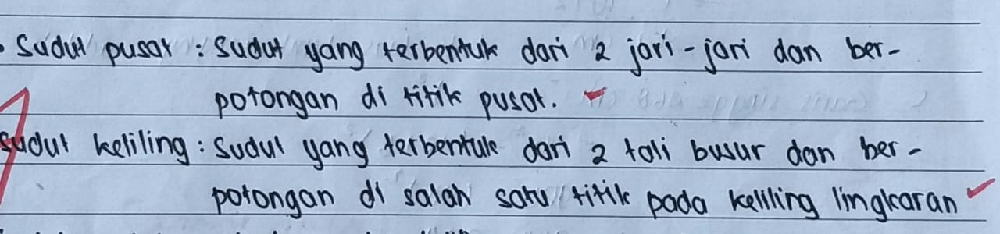 • Sudut pusat : Sudut yang terbentuk dari 2 jari-jari dan ber-
potongan di titik pusat.
Sudut keliling : Sudut yang terbentuk dari 2 tali busur dan ber-
potongan di salah satu titik pada keliling lingkaran